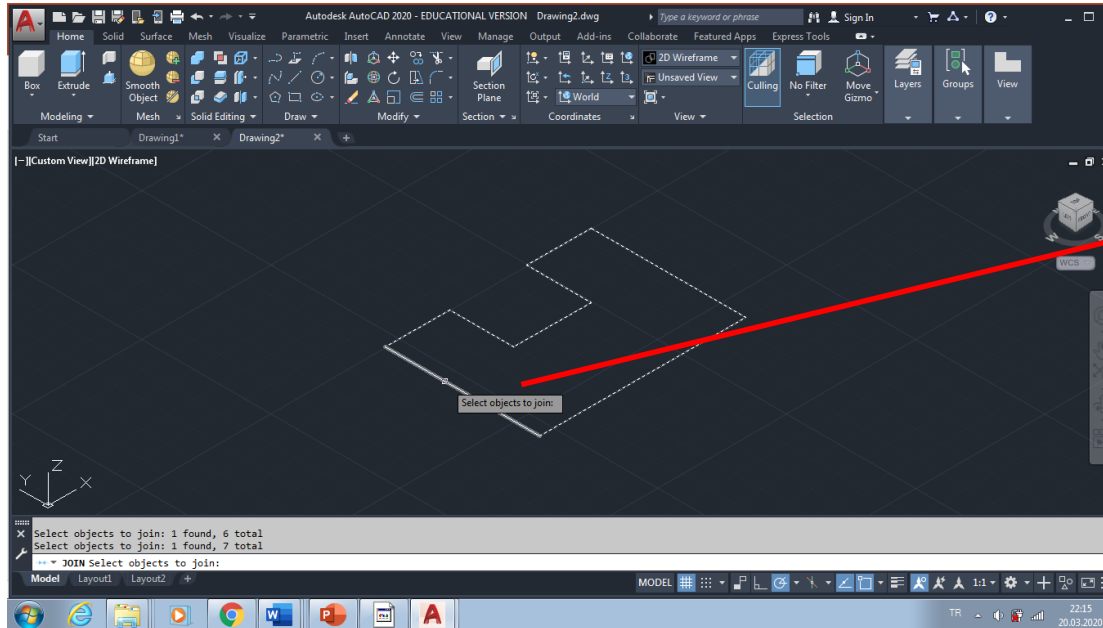 Autodesk AutoCAD 2020 - EDUCATIONAL VERSION Drawing2.dwg
Type a keyword or phrase
Sign In
Home Solid Surface Mesh Visualize Parametric Insert Annotate View Manage Output Add-ins Collaborate Featured Apps Express Tools
Box
Extrude
Smooth
Object
Section
Plane
World
2D Wireframe
Unsaved View
Culling
No Filter
Move
Gizmo
Layers
Groups
View
Modeling
Mesh
Solid Editing
Draw
Modify
Section
Coordinates
View
Selection
Start Drawing1* Drawing2*
[−][Custom View][2D Wireframe]
WCS
Select objects to join:
Z
Y
X
Select objects to join: 1 found, 6 total
Select objects to join: 1 found, 7 total
JOIN Select objects to join:
Model Layout1 Layout2 +
MODEL
1:1
TR
22:15
20.03.2020